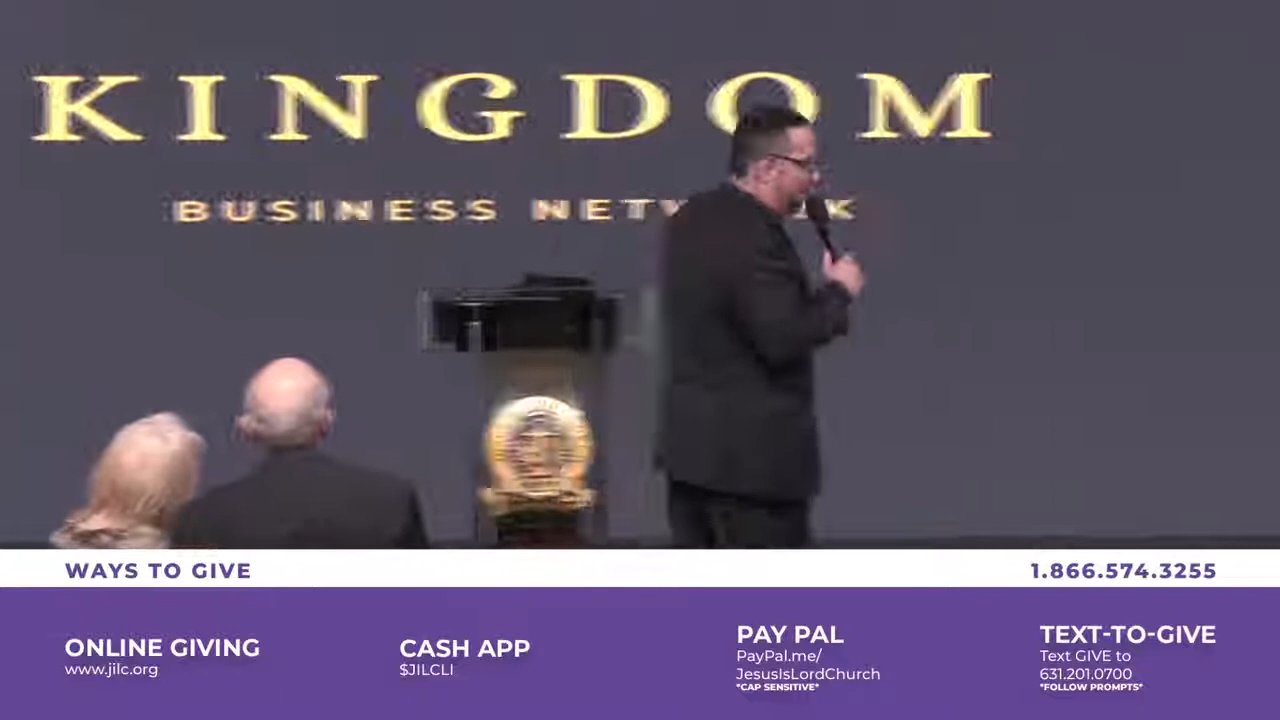 KINGDOM
BUSINESS
WAYS TO GIVE
1.866.574.3255
ONLINE GIVING
www.jilc.org
CASH APP
$JILCLI
PAY PAL
PayPal.me/
JesusIsLordChurch
*CAP SENSITIVE*
TEXT-TO-GIVE
Text GIVE to
631.201.0700
*FOLLOW PROMPTS*